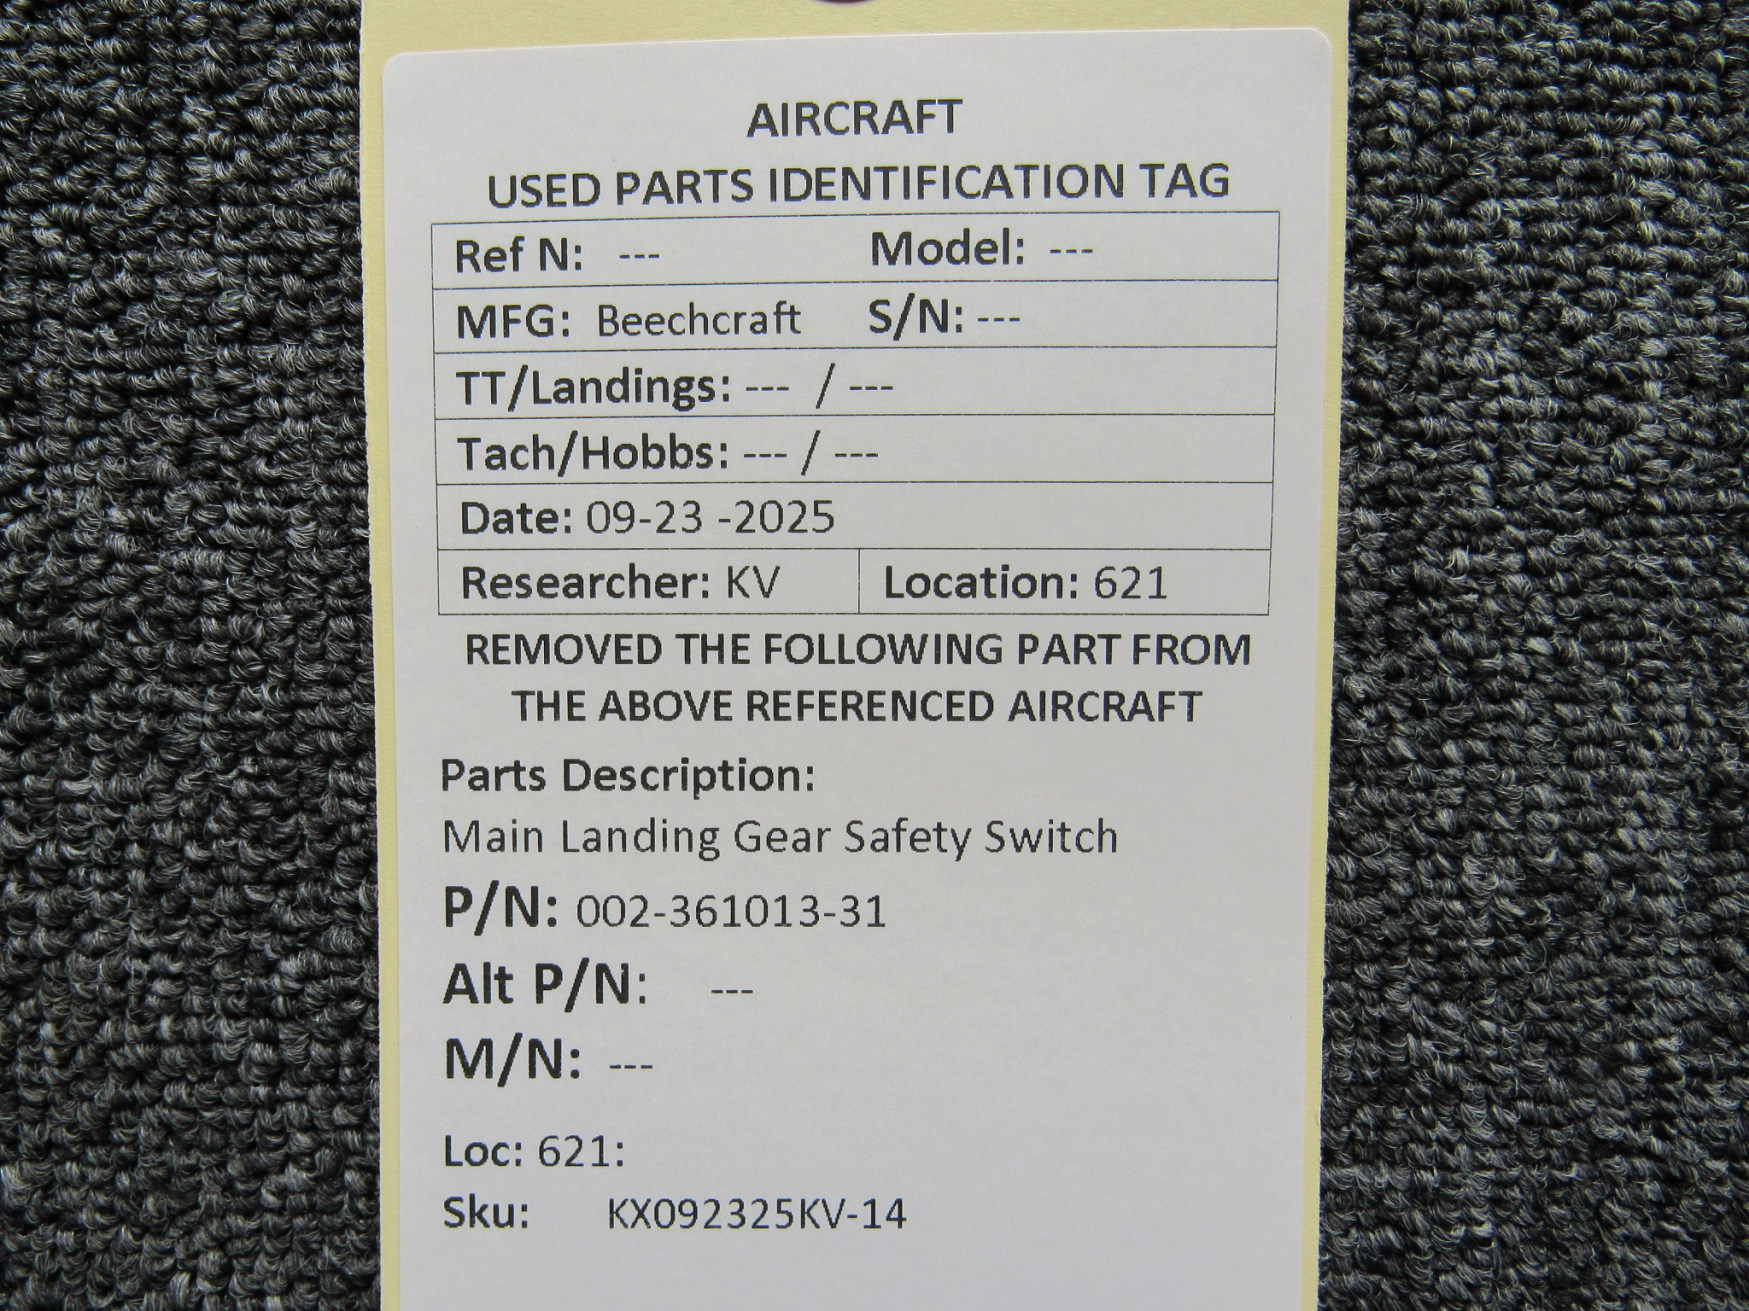 AIRCRAFT
USED PARTS IDENTIFICATION TAG
Ref N: --- Model: ---
MFG: Beechcraft S/N: ---
TT/Landings: --- / ---
Tach/Hobbs: --- / ---
Date: 09-23 -2025
Researcher: KV Location: 621
REMOVED THE FOLLOWING PART FROM
THE ABOVE REFERENCED AIRCRAFT
Parts Description:
Main Landing Gear Safety Switch
P/N: 002-361013-31
Alt P/N: ---
M/N: ---
Loc: 621:
Sku: KX092325KV-14